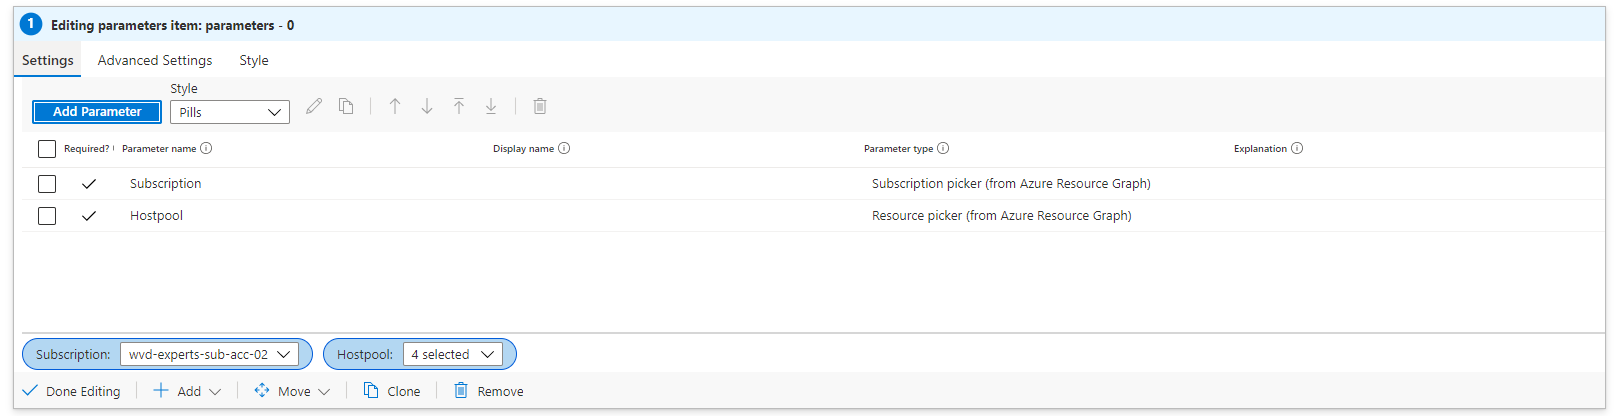 1 Editing parameters item: parameters - 0
Settings Advanced Settings Style
Style
Add Parameter Pills
Required? Parameter name Display name Parameter type Explanation
Subscription Subscription picker (from Azure Resource Graph)
Hostpool Resource picker (from Azure Resource Graph)
Subscription: wvd-experts-sub-acc-02 Hostpool: 4 selected
Done Editing Add Move Clone Remove